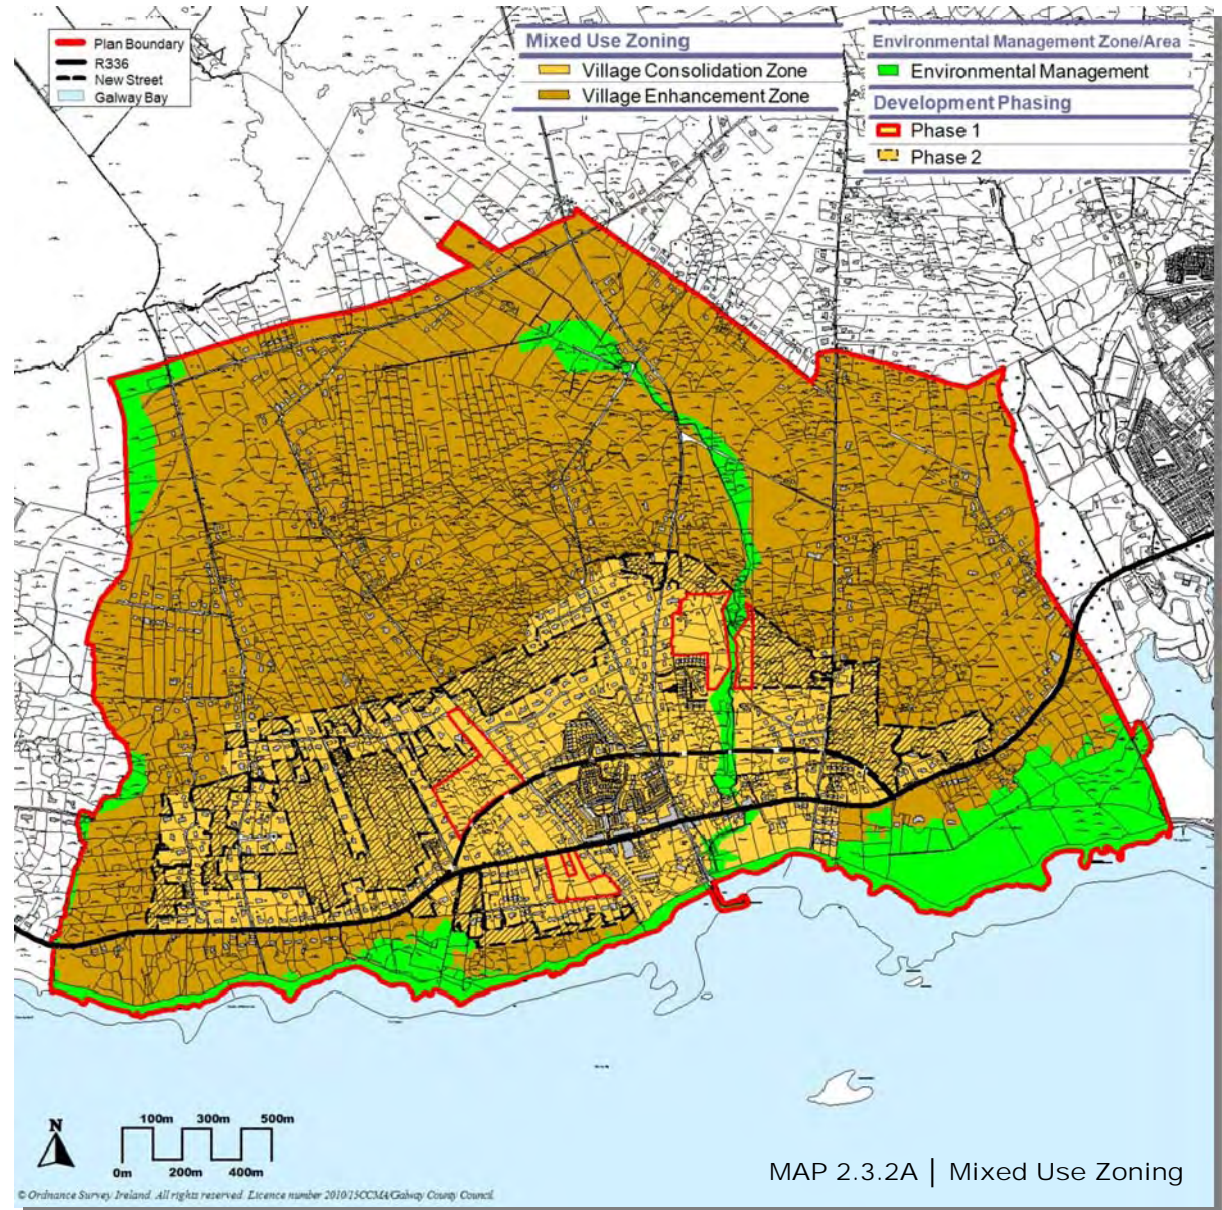 Plan Boundary
R336
New Street
Galway Bay
Mixed Use Zoning
Village Consolidation Zone
Village Enhancement Zone
Environmental Management Zone/Area
Environmental Management
Development Phasing
Phase 1
Phase 2
N
100m 300m 500m
0m 200m 400m
MAP 2.3.2A | Mixed Use Zoning
© Ordnance Survey Ireland. All rights reserved. Licence number 2010/15CCMA/Galway County Council.